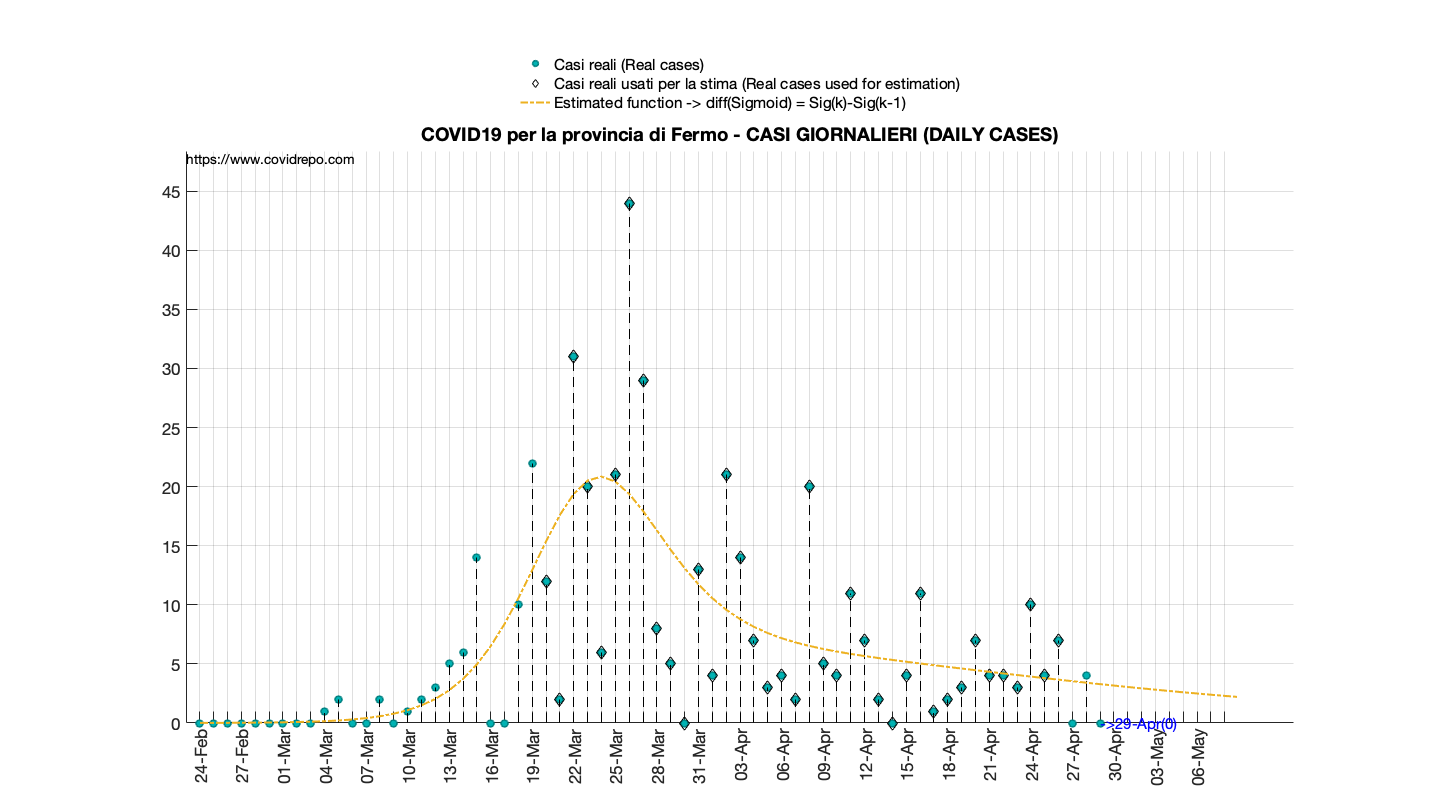 Casi reali (Real cases)
Casi reali usati per la stima (Real cases used for estimation)
Estimated function -> diff(Sigmoid) = Sig(k)-Sig(k-1)
COVID19 per la provincia di Fermo - CASI GIORNALIERI (DAILY CASES)
https://www.covidrepo.com
45
40
35
30
25
20
15
10
5
0
->29-Apr(0)
24-Feb
27-Feb
01-Mar
04-Mar
07-Mar
10-Mar
13-Mar
16-Mar
19-Mar
22-Mar
25-Mar
28-Mar
31-Mar
03-Apr
06-Apr
09-Apr
12-Apr
15-Apr
18-Apr
21-Apr
24-Apr
27-Apr
30-Apr
03-May
06-May